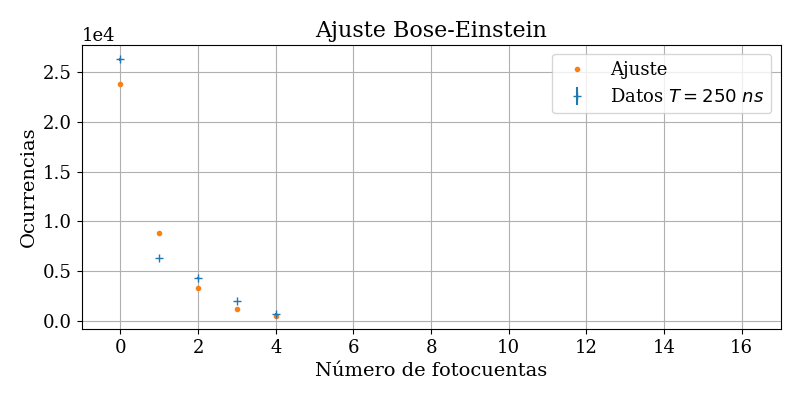 Ajuste Bose-Einstein
1e4
Ajuste
Datos T = 250 ns
2.5
2.0
1.5
1.0
0.5
0.0
Ocurrencias
0 2 4 6 8 10 12 14 16
Número de fotocuentas